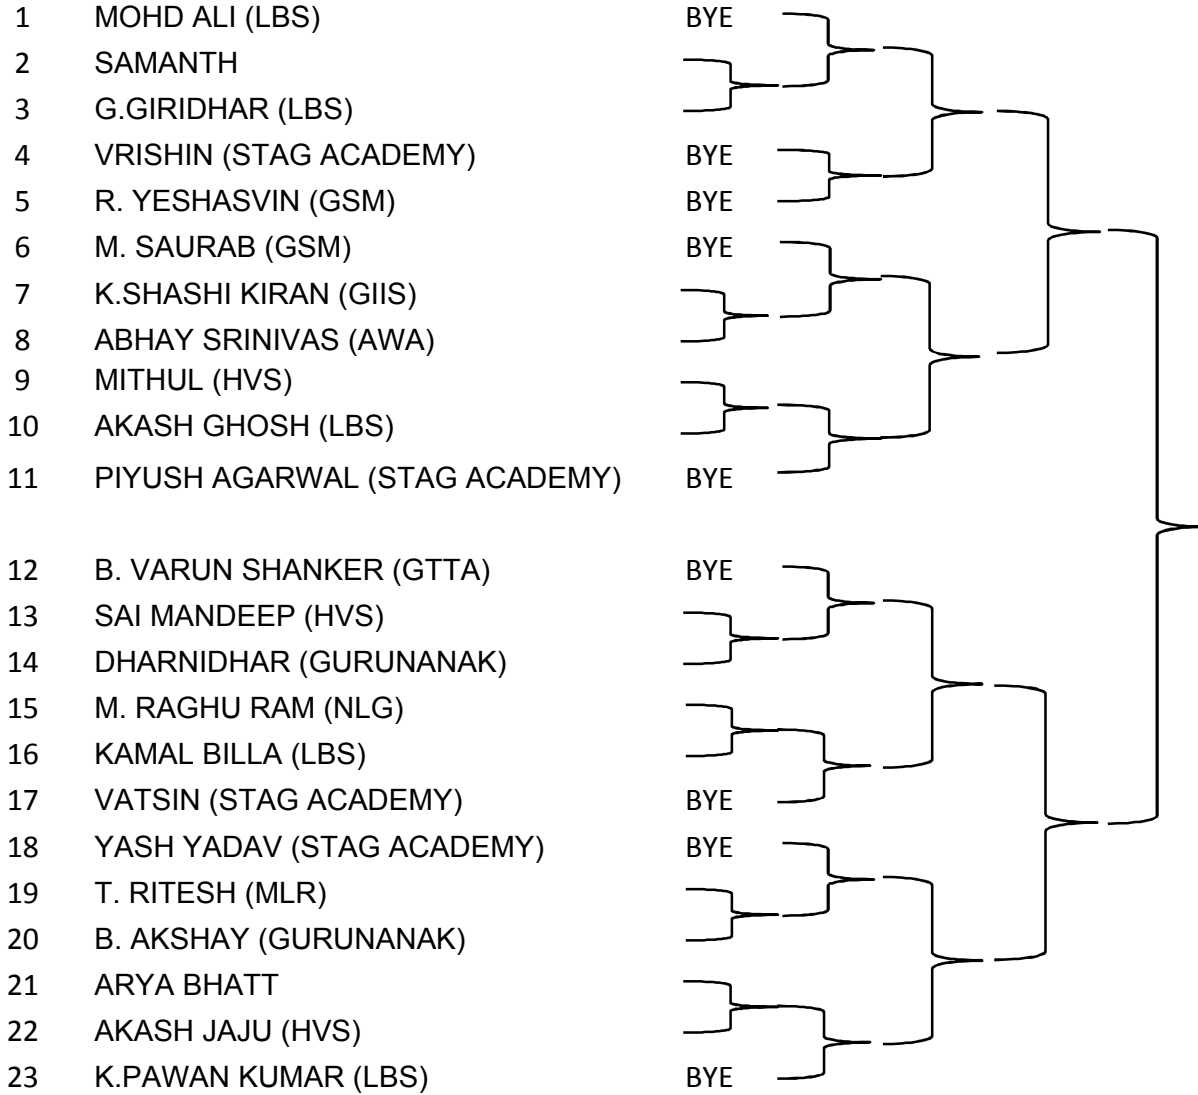 1 MOHD ALI (LBS) BYE
2 SAMANTH
3 G.GIRIDHAR (LBS)
4 VRISHIN (STAG ACADEMY) BYE
5 R. YESHASVIN (GSM) BYE
6 M. SAURAB (GSM) BYE
7 K.SHASHI KIRAN (GIIS)
8 ABHAY SRINIVAS (AWA)
9 MITHUL (HVS)
10 AKASH GHOSH (LBS)
11 PIYUSH AGARWAL (STAG ACADEMY) BYE
12 B. VARUN SHANKER (GTTA) BYE
13 SAI MANDEEP (HVS)
14 DHARNIDHAR (GURUNANAK)
15 M. RAGHU RAM (NLG)
16 KAMAL BILLA (LBS)
17 VATSIN (STAG ACADEMY) BYE
18 YASH YADAV (STAG ACADEMY) BYE
19 T. RITESH (MLR)
20 B. AKSHAY (GURUNANAK)
21 ARYA BHATT
22 AKASH JAJU (HVS)
23 K.PAWAN KUMAR (LBS) BYE